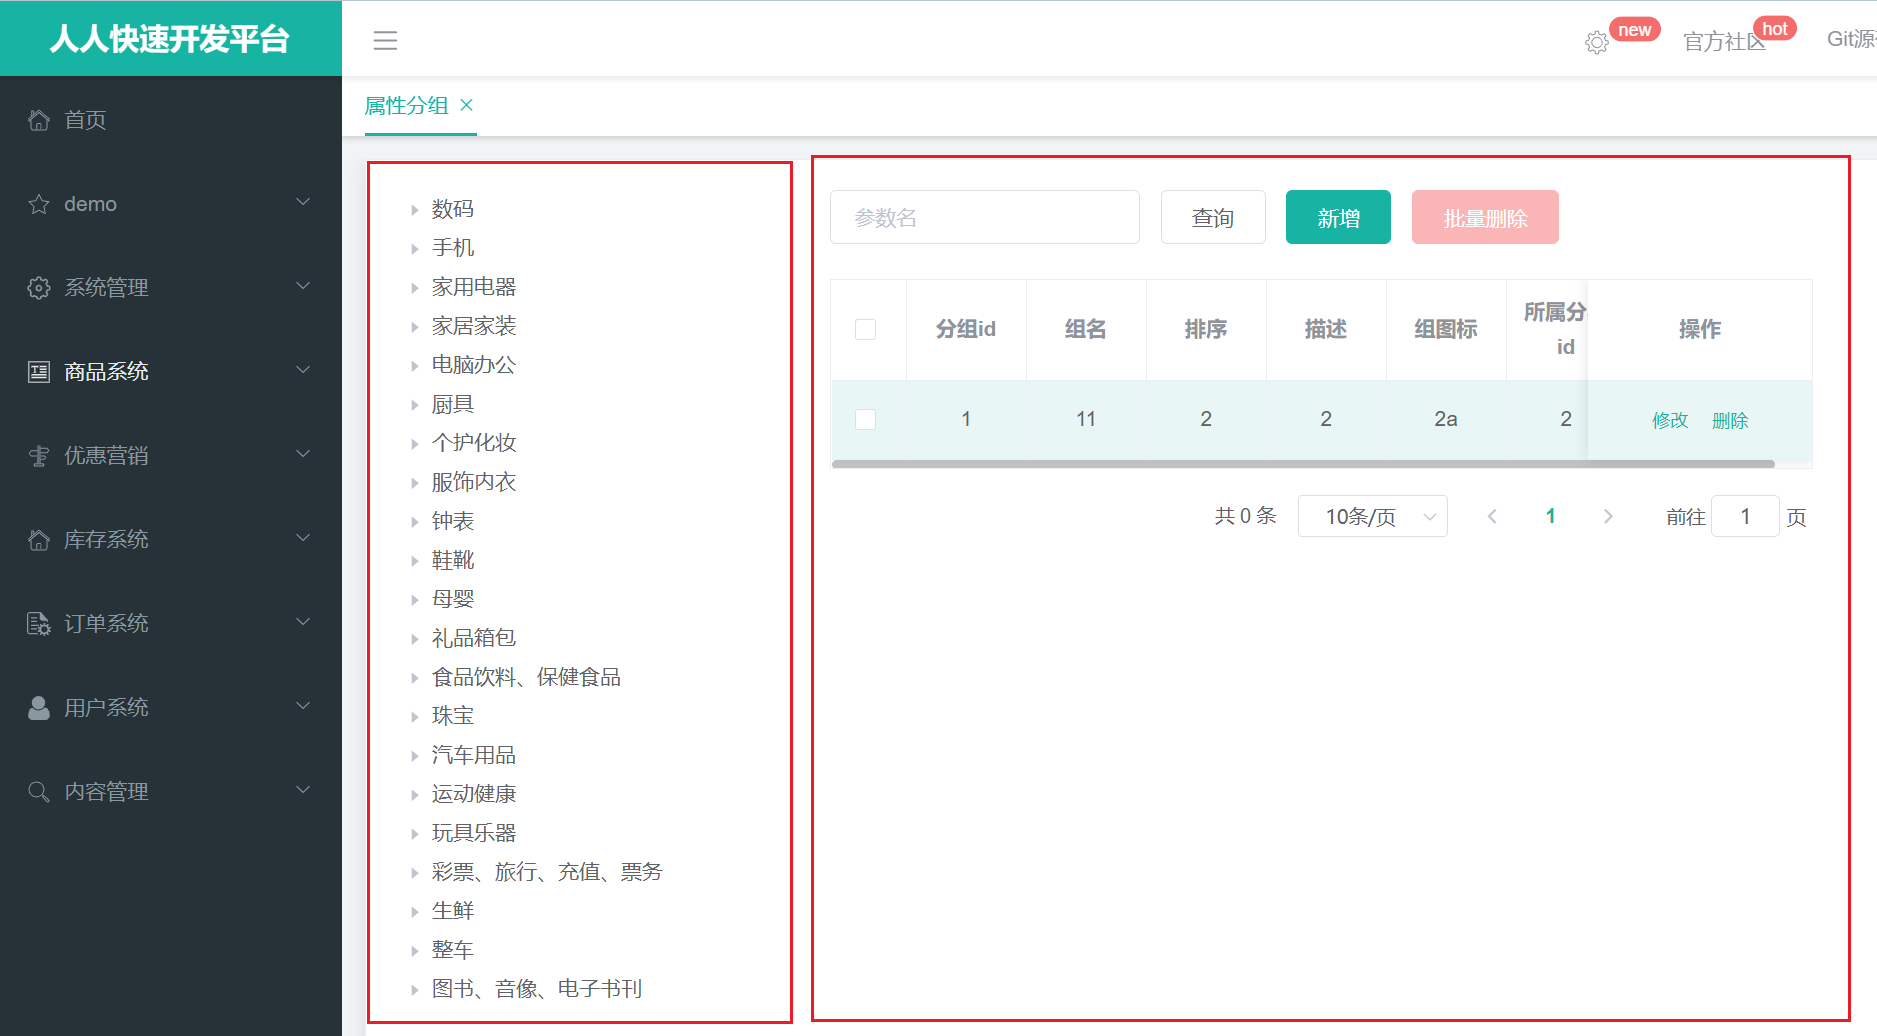 人人快速开发平台
new
官方社区
hot
Git源
属性分组
首页
demo
系统管理
商品系统
优惠营销
库存系统
订单系统
用户系统
内容管理
数码
手机
家用电器
家居家装
电脑办公
厨具
个护化妆
服饰内衣
钟表
鞋靴
母婴
礼品箱包
食品饮料、保健食品
珠宝
汽车用品
运动健康
玩具乐器
彩票、旅行、充值、票务
生鲜
整车
图书、音像、电子书刊
参数名 查询 新增 批量删除
分组id 组名 排序 描述 组图标 所属分 操作
id
1 11 2 2 2a 2 修改 删除
共 0 条 10条/页 1 前往 1 页